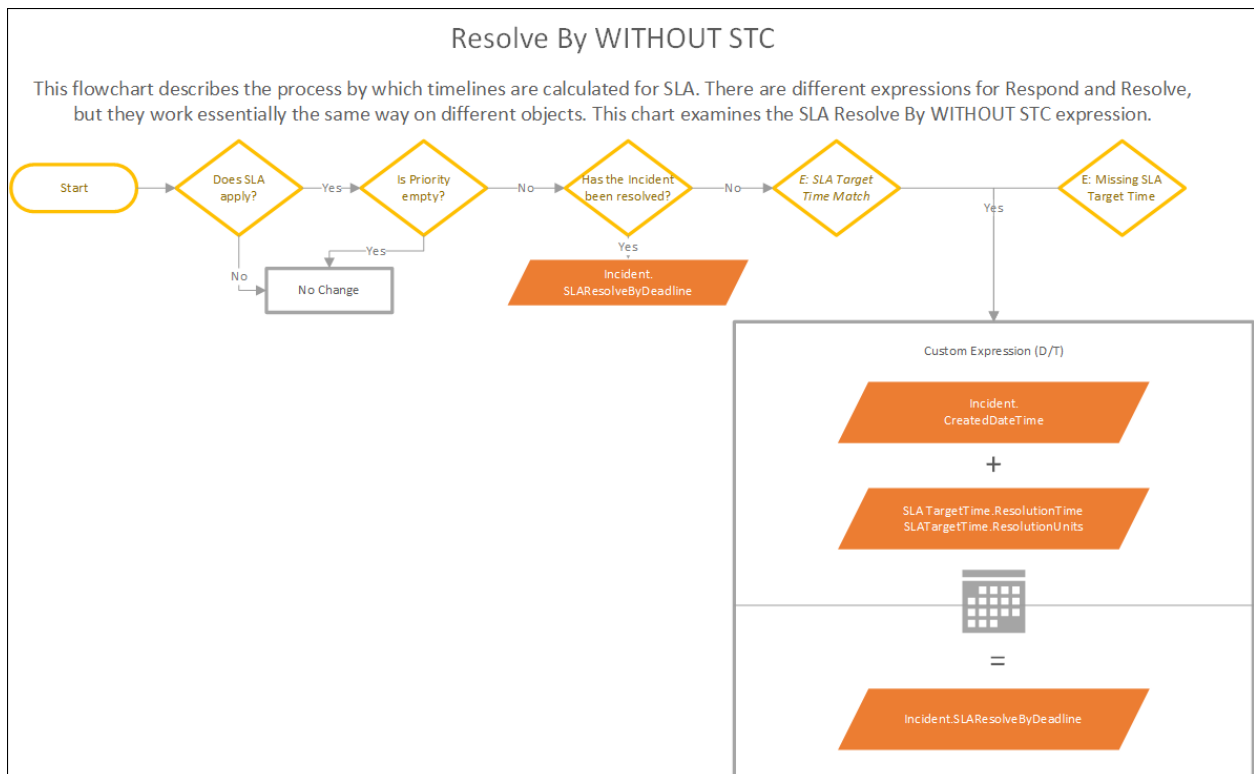 Resolve By WITHOUT STC
This flowchart describes the process by which timelines are calculated for SLA. There are different expressions for Respond and Resolve,
but they work essentially the same way on different objects. This chart examines the SLA Resolve By WITHOUT STC expression.
Start
Does SLA
apply?
Yes
Is Priority
empty?
No
Has the Incident
been resolved?
No
E: SLA Target
Time Match
Yes
E: Missing SLA
Target Time
No
Yes
Yes
No Change
Incident.
SLAResolveByDeadline
Custom Expression (D/T)
Incident.
CreatedDateTime
+
SLA TargetTime.ResolutionTime
SLATargetTime.ResolutionUnits
=
Incident.SLAResolveByDeadline